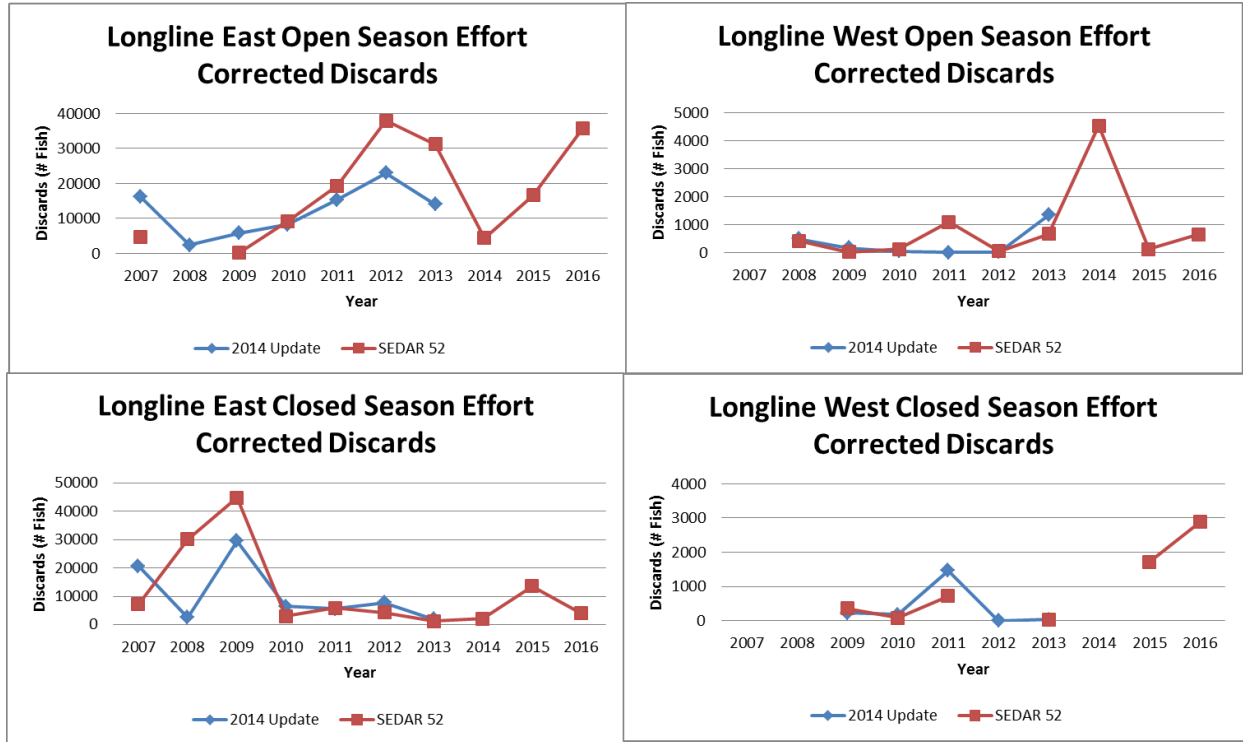 Longline East Open Season Effort
Corrected Discards
Discards (# Fish)
40000
30000
20000
10000
0
2007 2008 2009 2010 2011 2012 2013 2014 2015 2016
Year
2014 Update SEDAR 52
Longline West Open Season Effort
Corrected Discards
Discards (# Fish)
5000
4000
3000
2000
1000
0
2007 2008 2009 2010 2011 2012 2013 2014 2015 2016
Year
2014 Update SEDAR 52
Longline East Closed Season Effort
Corrected Discards
Discards (# Fish)
50000
40000
30000
20000
10000
0
2007 2008 2009 2010 2011 2012 2013 2014 2015 2016
Year
2014 Update SEDAR 52
Longline West Closed Season Effort
Corrected Discards
Discards (# Fish)
4000
3000
2000
1000
0
2007 2008 2009 2010 2011 2012 2013 2014 2015 2016
Year
2014 Update SEDAR 52